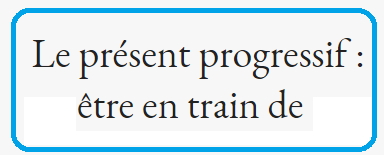 Le présent progressif :
être en train de